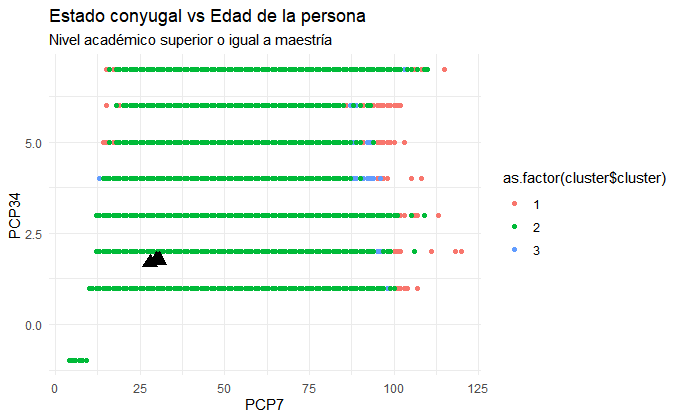 Estado conyugal vs Edad de la persona
Nivel académico superior o igual a maestría
PCP34
5.0
2.5
0.0
0
25
50
75
100
125
PCP7
as.factor(cluster$cluster)
1
2
3